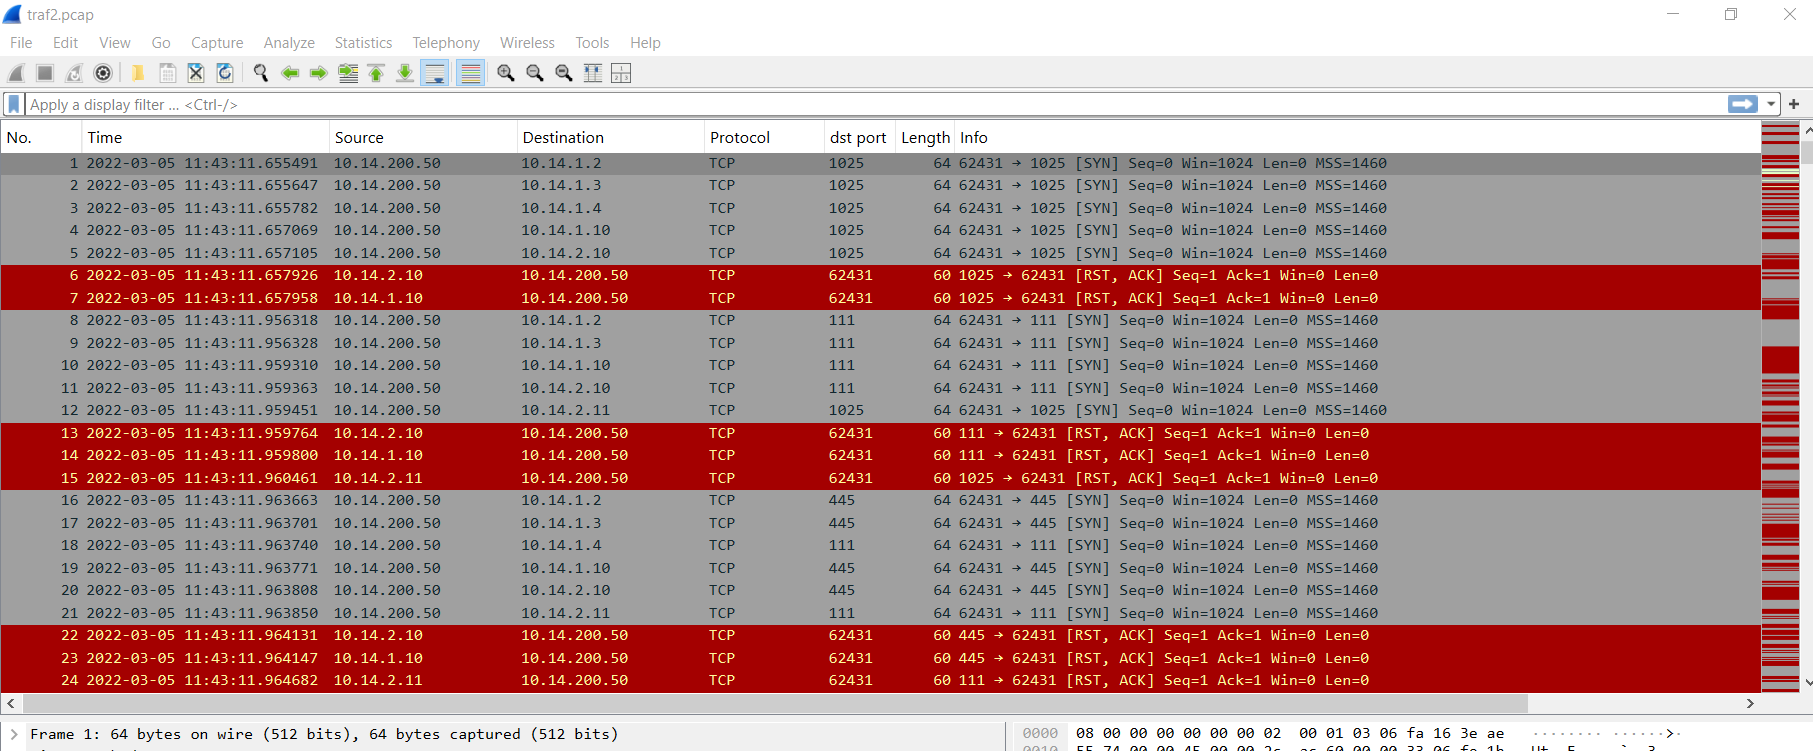 traf2.pcap
File Edit View Go Capture Analyze Statistics Telephony Wireless Tools Help
Apply a display filter ... <Ctrl-/>
No. Time Source Destination Protocol dst port Length Info
1 2022-03-05 11:43:11.655491 10.14.200.50 10.14.1.2 TCP 1025 64 62431 → 1025 [SYN] Seq=0 Win=1024 Len=0 MSS=1460
2 2022-03-05 11:43:11.655647 10.14.200.50 10.14.1.3 TCP 1025 64 62431 → 1025 [SYN] Seq=0 Win=1024 Len=0 MSS=1460
3 2022-03-05 11:43:11.655782 10.14.200.50 10.14.1.4 TCP 1025 64 62431 → 1025 [SYN] Seq=0 Win=1024 Len=0 MSS=1460
4 2022-03-05 11:43:11.657069 10.14.200.50 10.14.1.10 TCP 1025 64 62431 → 1025 [SYN] Seq=0 Win=1024 Len=0 MSS=1460
5 2022-03-05 11:43:11.657105 10.14.200.50 10.14.2.10 TCP 1025 64 62431 → 1025 [SYN] Seq=0 Win=1024 Len=0 MSS=1460
6 2022-03-05 11:43:11.657926 10.14.2.10 10.14.200.50 TCP 62431 60 1025 → 62431 [RST, ACK] Seq=1 Ack=1 Win=0 Len=0
7 2022-03-05 11:43:11.657958 10.14.1.10 10.14.200.50 TCP 62431 60 1025 → 62431 [RST, ACK] Seq=1 Ack=1 Win=0 Len=0
8 2022-03-05 11:43:11.956318 10.14.200.50 10.14.1.2 TCP 111 64 62431 → 111 [SYN] Seq=0 Win=1024 Len=0 MSS=1460
9 2022-03-05 11:43:11.956328 10.14.200.50 10.14.1.3 TCP 111 64 62431 → 111 [SYN] Seq=0 Win=1024 Len=0 MSS=1460
10 2022-03-05 11:43:11.959310 10.14.200.50 10.14.1.10 TCP 111 64 62431 → 111 [SYN] Seq=0 Win=1024 Len=0 MSS=1460
11 2022-03-05 11:43:11.959363 10.14.200.50 10.14.2.10 TCP 111 64 62431 → 111 [SYN] Seq=0 Win=1024 Len=0 MSS=1460
12 2022-03-05 11:43:11.959451 10.14.200.50 10.14.2.11 TCP 1025 64 62431 → 1025 [SYN] Seq=0 Win=1024 Len=0 MSS=1460
13 2022-03-05 11:43:11.959764 10.14.2.10 10.14.200.50 TCP 62431 60 111 → 62431 [RST, ACK] Seq=1 Ack=1 Win=0 Len=0
14 2022-03-05 11:43:11.959800 10.14.1.10 10.14.200.50 TCP 62431 60 111 → 62431 [RST, ACK] Seq=1 Ack=1 Win=0 Len=0
15 2022-03-05 11:43:11.960461 10.14.2.11 10.14.200.50 TCP 62431 60 1025 → 62431 [RST, ACK] Seq=1 Ack=1 Win=0 Len=0
16 2022-03-05 11:43:11.963663 10.14.200.50 10.14.1.2 TCP 445 64 62431 → 445 [SYN] Seq=0 Win=1024 Len=0 MSS=1460
17 2022-03-05 11:43:11.963701 10.14.200.50 10.14.1.3 TCP 445 64 62431 → 445 [SYN] Seq=0 Win=1024 Len=0 MSS=1460
18 2022-03-05 11:43:11.963740 10.14.200.50 10.14.1.4 TCP 111 64 62431 → 111 [SYN] Seq=0 Win=1024 Len=0 MSS=1460
19 2022-03-05 11:43:11.963771 10.14.200.50 10.14.1.10 TCP 445 64 62431 → 445 [SYN] Seq=0 Win=1024 Len=0 MSS=1460
20 2022-03-05 11:43:11.963808 10.14.200.50 10.14.2.10 TCP 445 64 62431 → 445 [SYN] Seq=0 Win=1024 Len=0 MSS=1460
21 2022-03-05 11:43:11.963850 10.14.200.50 10.14.2.11 TCP 111 64 62431 → 111 [SYN] Seq=0 Win=1024 Len=0 MSS=1460
22 2022-03-05 11:43:11.964131 10.14.2.10 10.14.200.50 TCP 62431 60 445 → 62431 [RST, ACK] Seq=1 Ack=1 Win=0 Len=0
23 2022-03-05 11:43:11.964147 10.14.1.10 10.14.200.50 TCP 62431 60 445 → 62431 [RST, ACK] Seq=1 Ack=1 Win=0 Len=0
24 2022-03-05 11:43:11.964682 10.14.2.11 10.14.200.50 TCP 62431 60 111 → 62431 [RST, ACK] Seq=1 Ack=1 Win=0 Len=0
Frame 1: 64 bytes on wire (512 bits), 64 bytes captured (512 bits)
0000 08 00 00 00 00 00 00 02 00 01 03 06 fa 16 3e ae ········ ······>·